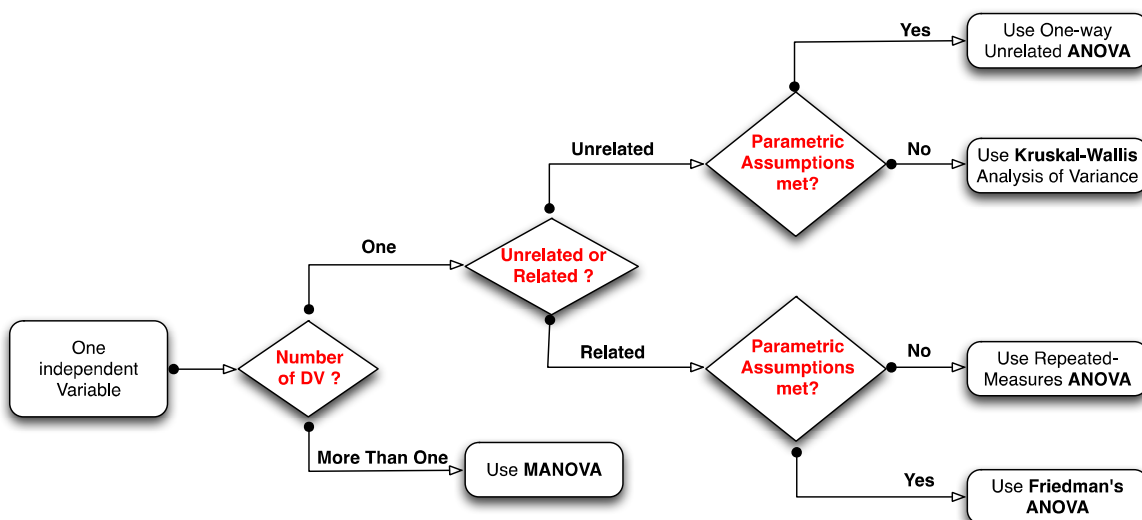 One
independent
Variable
Number
of DV ?
One
More Than One
Use MANOVA
Unrelated or
Related ?
Unrelated
Related
Parametric
Assumptions
met?
Yes
Use One-way
Unrelated ANOVA
No
Use Kruskal-Wallis
Analysis of Variance
Parametric
Assumptions
met?
No
Use Repeated-
Measures ANOVA
Yes
Use Friedman's
ANOVA